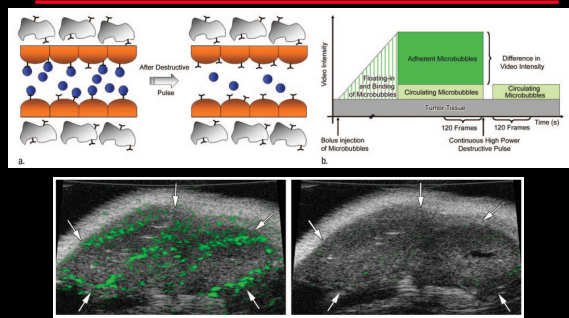 After Destructive
Pulse
a.
b.
Video Intensity
Floating-in
and Binding
of Microbubbles
Adherent Microbubbles
Circulating Microbubbles
Tumor Tissue
Difference in
Video Intensity
Circulating
Microbubbles
120 Frames
120 Frames
Time (s)
Bolus injection
of Microbubbles
Continuous High Power
Destructive Pulse